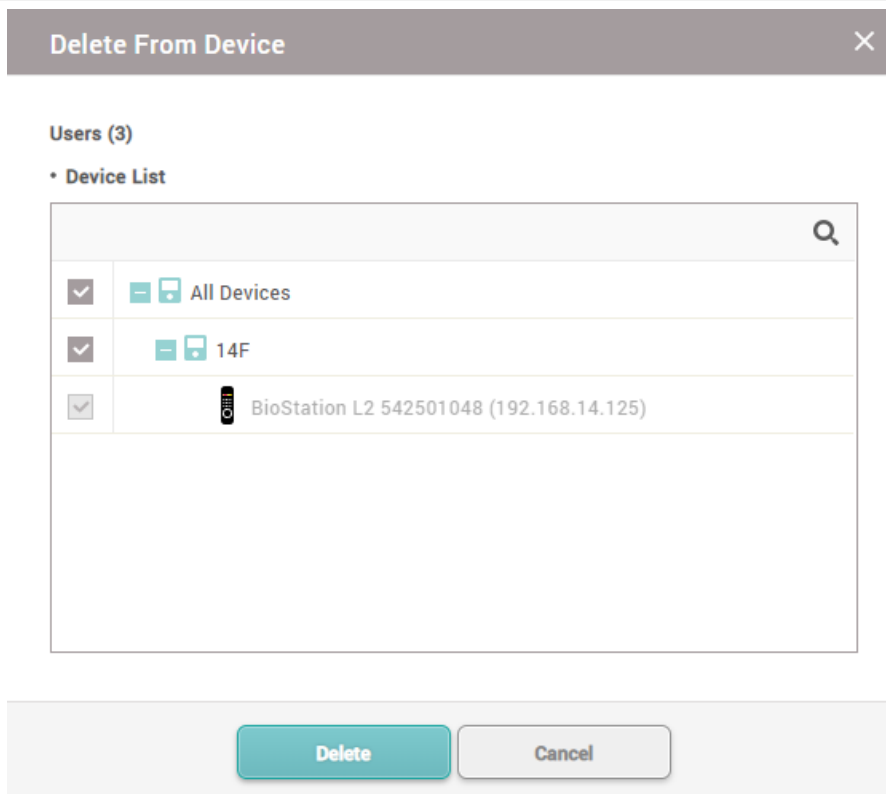 Delete From Device
Users (3)
• Device List
All Devices
14F
BioStation L2 542501048 (192.168.14.125)
Delete Cancel